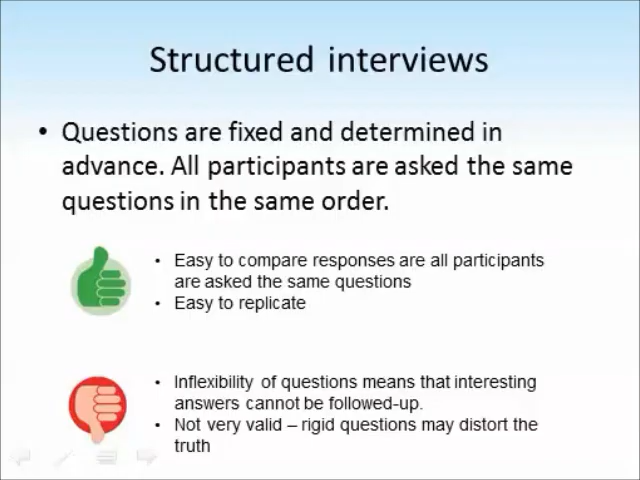 Structured interviews
• Questions are fixed and determined in
advance. All participants are asked the same
questions in the same order.
• Easy to compare responses are all participants
are asked the same questions
• Easy to replicate
• Inflexibility of questions means that interesting
answers cannot be followed-up.
• Not very valid – rigid questions may distort the
truth